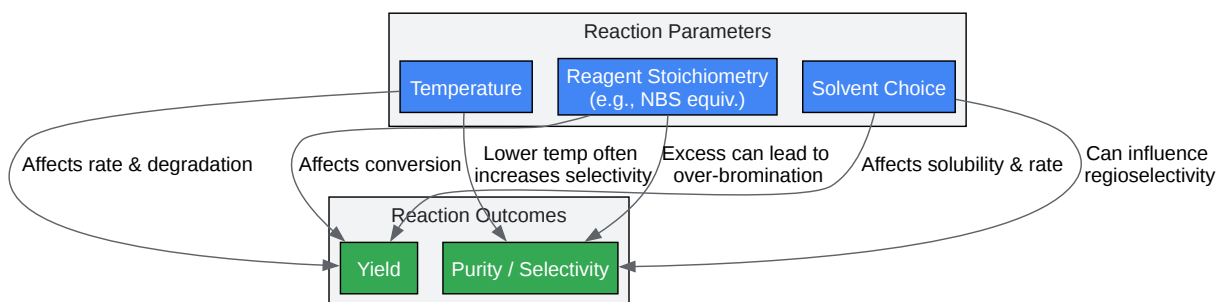 Reaction Parameters
Temperature
Reagent Stoichiometry
(e.g., NBS equiv.)
Solvent Choice
Affects rate & degradation
Affects conversion
Lower temp often
increases selectivity
Excess can lead to
over-bromination
Affects solubility & rate
Can influence
regioselectivity
Reaction Outcomes
Yield
Purity / Selectivity